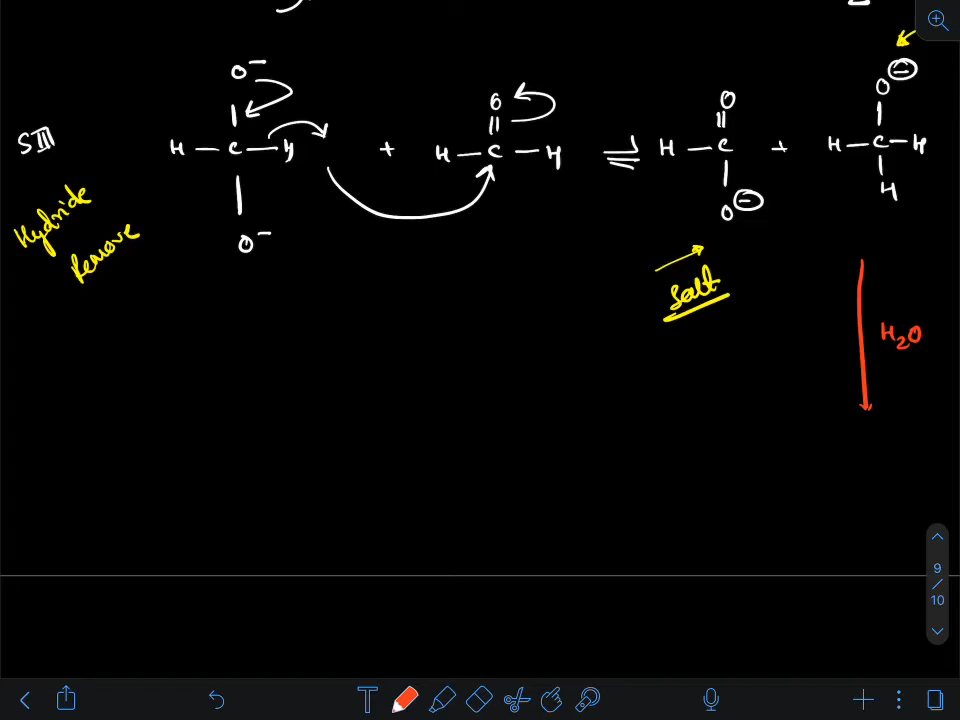 O⁻ O O O⊖
SIII H — C — H + H — C — H ⇌ H — C + H — C — H
O⁻ O⊖ H
Hydride
Remove
Salt
H₂O
9
/
10
T